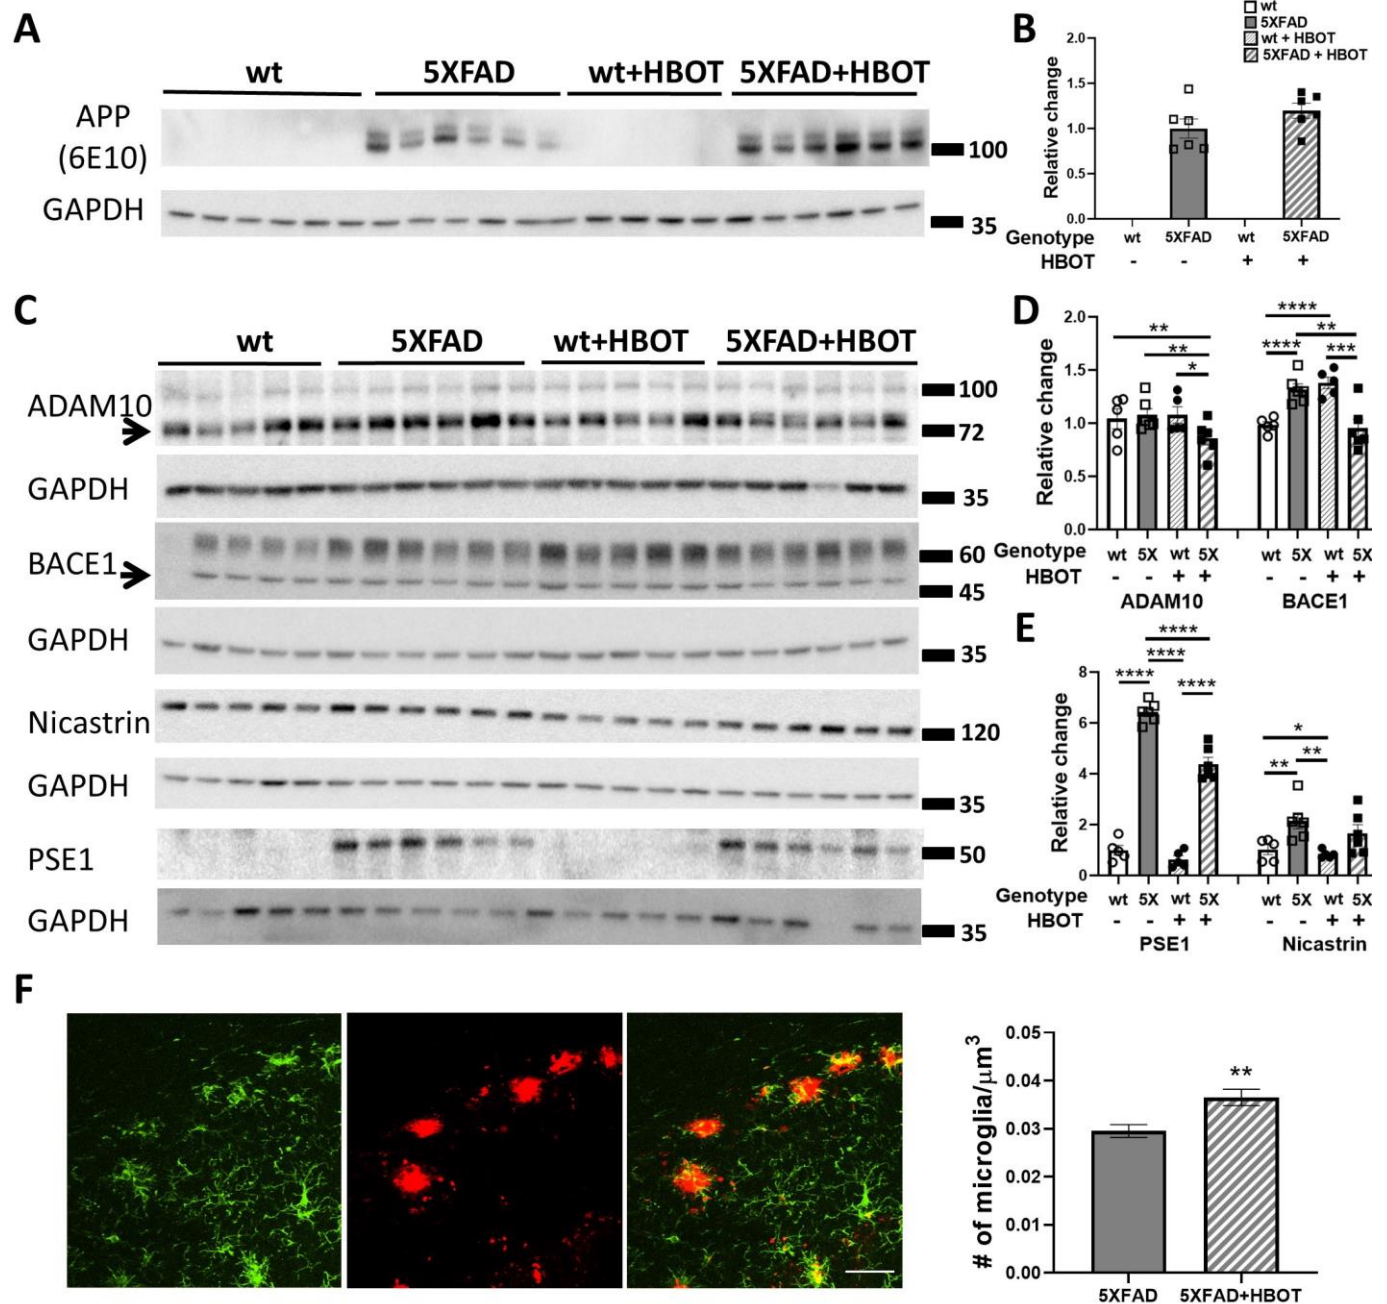 A
wt 5XFAD wt+HBOT 5XFAD+HBOT
APP
(6E10)
100
GAPDH
35
B
wt
5XFAD
wt + HBOT
5XFAD + HBOT
Relative change
2.0
1.5
1.0
0.5
0.0
Genotype wt 5XFAD wt 5XFAD
HBOT - - + +
C
wt 5XFAD wt+HBOT 5XFAD+HBOT
ADAM10
100
72
GAPDH
35
BACE1
60
45
GAPDH
35
Nicastrin
120
GAPDH
35
PSE1
50
GAPDH
35
D
Relative change
2.0
1.5
1.0
0.5
0.0
** ** *
**** ** **** ***
Genotype wt 5X wt 5X wt 5X wt 5X
HBOT - - + + - - + +
ADAM10 BACE1
E
Relative change
8
6
4
2
0
**** **** **** ****
* ** **
Genotype wt 5X wt 5X wt 5X wt 5X
HBOT - - + + - - + +
PSE1 Nicastrin
F
# of microglia/μm³
0.05
0.04
0.03
0.02
0.01
0.00
**
5XFAD 5XFAD+HBOT